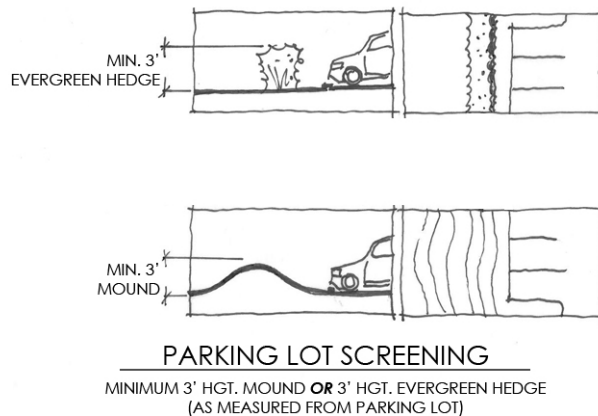 MIN. 3'
EVERGREEN HEDGE
MIN. 3'
MOUND
PARKING LOT SCREENING
MINIMUM 3' HGT. MOUND OR 3' HGT. EVERGREEN HEDGE
(AS MEASURED FROM PARKING LOT)